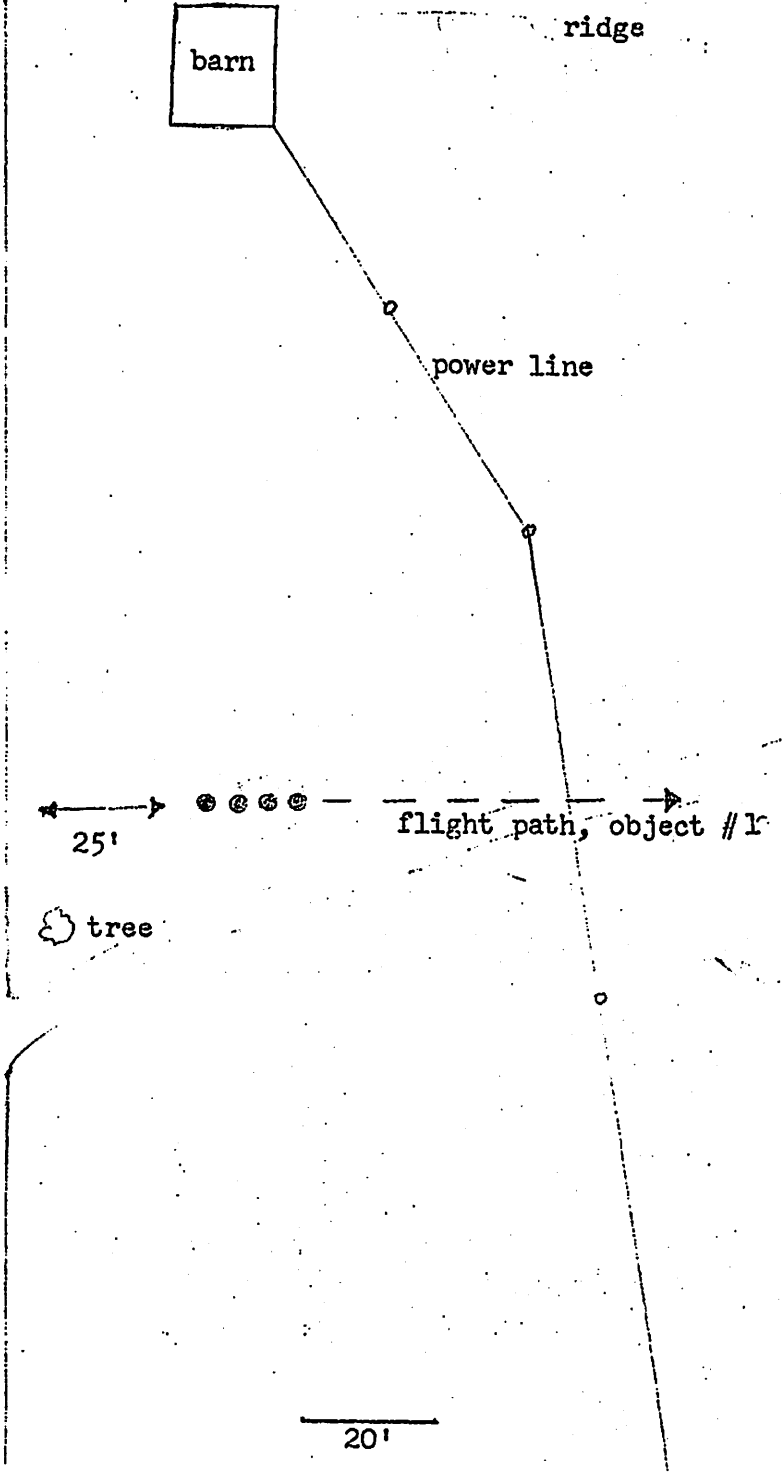 ridge
barn
power line
flight path, object #1
25'
tree
20'